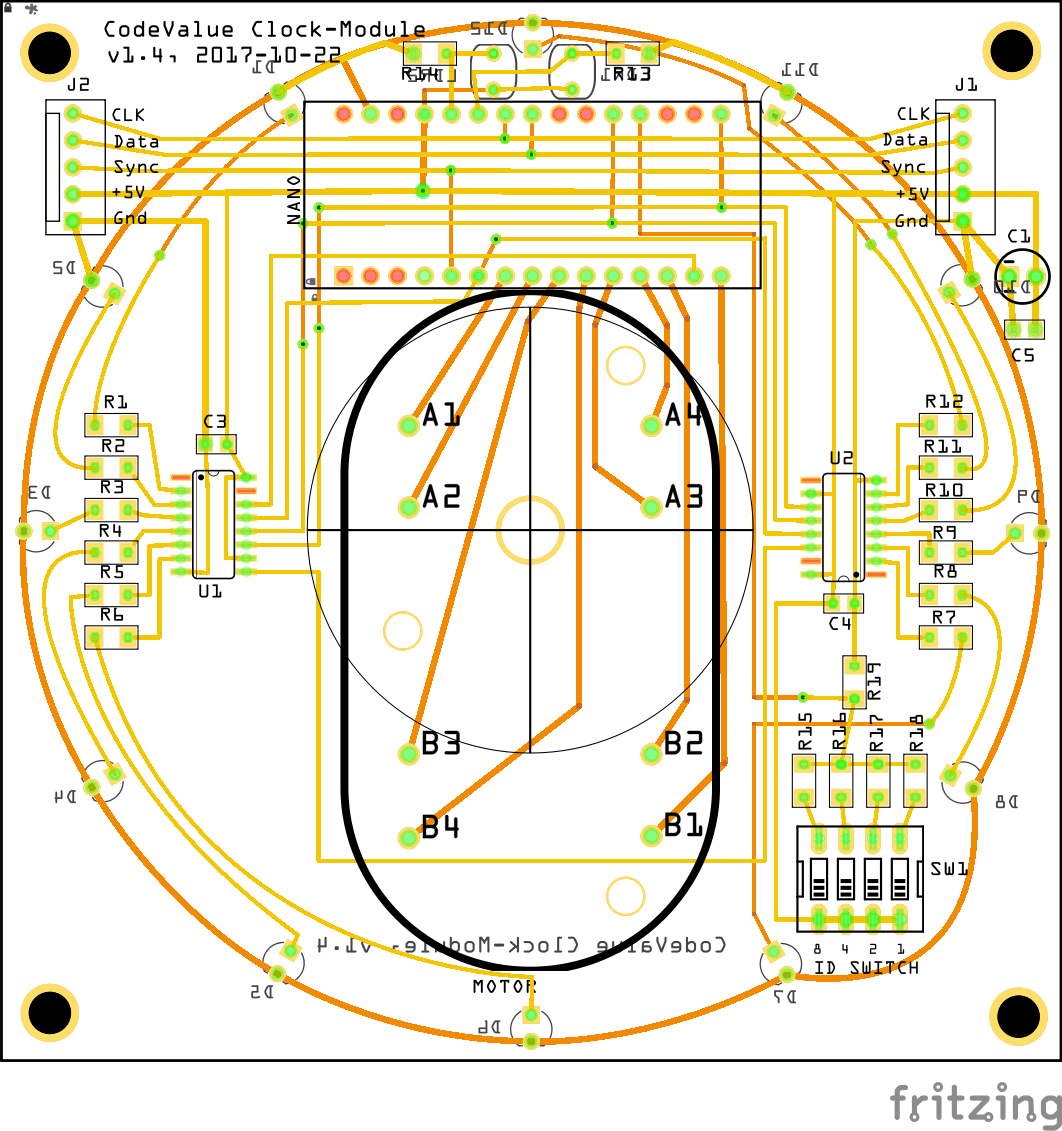 CodeValue Clock-Module
v1.4, 2017-10-22
D12
D1
R14
R13
D11
J2
J1
CLK
CLK
Data
Data
Sync
Sync
+5V
+5V
Gnd
Gnd
NANO
C1
D2
D10
C5
R1
R12
A1
A4
C3
R2
R11
U2
R3
R10
D3
D9
A2
A3
R4
R9
R5
R8
U1
R6
R7
C4
R19
R15
R16
R17
R18
B3
B2
D4
D8
B4
B1
SW1
CodeValue Clock-Module, v1.4
8 4 2 1
ID SWITCH
MOTOR
D5
D7
D6
fritzing